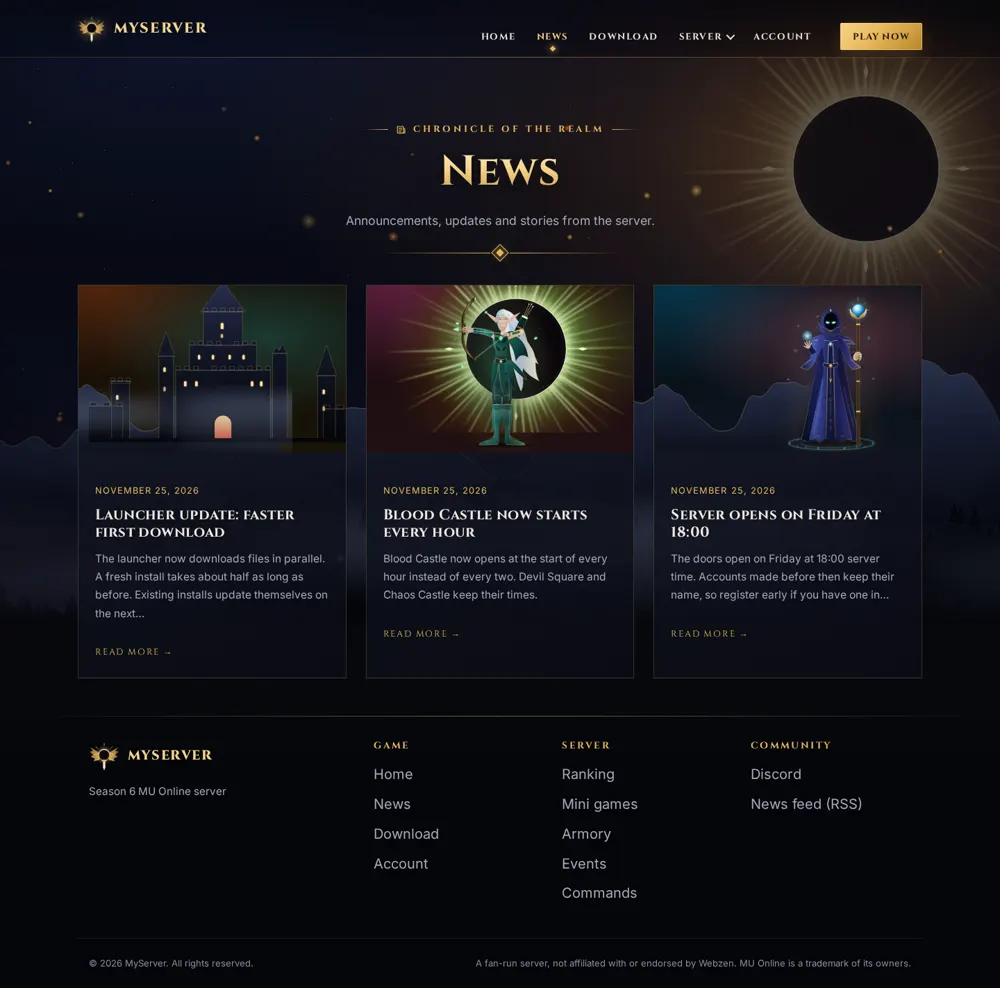 MYSERVER
HOME NEWS DOWNLOAD SERVER ACCOUNT PLAY NOW
CHRONICLE OF THE REALM
NEWS
Announcements, updates and stories from the server.
NOVEMBER 25, 2026
LAUNCHER UPDATE: FASTER
FIRST DOWNLOAD
The launcher now downloads files in parallel.
A fresh install takes about half as long as
before. Existing installs update themselves on
the next...
READ MORE →
NOVEMBER 25, 2026
BLOOD CASTLE NOW STARTS
EVERY HOUR
Blood Castle now opens at the start of every
hour instead of every two. Devil Square and
Chaos Castle keep their times.
READ MORE →
NOVEMBER 25, 2026
SERVER OPENS ON FRIDAY AT
18:00
The doors open on Friday at 18:00 server
time. Accounts made before then keep their
name, so register early if you have one in...
READ MORE →
MYSERVER
Season 6 MU Online server
GAME
Home
News
Download
Account
SERVER
Ranking
Mini games
Armory
Events
Commands
COMMUNITY
Discord
News feed (RSS)
© 2026 MyServer. All rights reserved.
A fan-run server, not affiliated with or endorsed by Webzen. MU Online is a trademark of its owners.